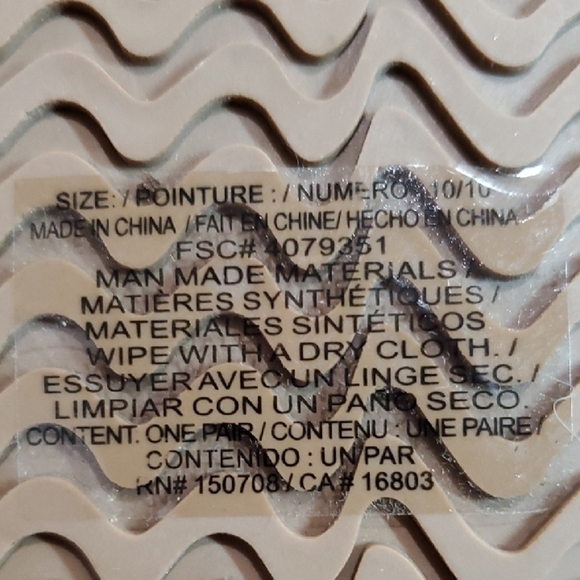 SIZE: / POINTURE : / NUMERO : 10/10
MADE IN CHINA / FAIT EN CHINE/ HECHO EN CHINA
FSC# 4079351
MAN MADE MATERIALS /
MATIÈRES SYNTHÉTIQUES /
MATERIALES SINTÉTICOS
WIPE WITH A DRY CLOTH. /
ESSUYER AVEC UN LINGE SEC. /
LIMPIAR CON UN PAÑO SECO.
CONTENT. ONE PAIR / CONTENU : UNE PAIRE /
CONTENIDO : UN PAR
RN# 150708 / CA # 16803